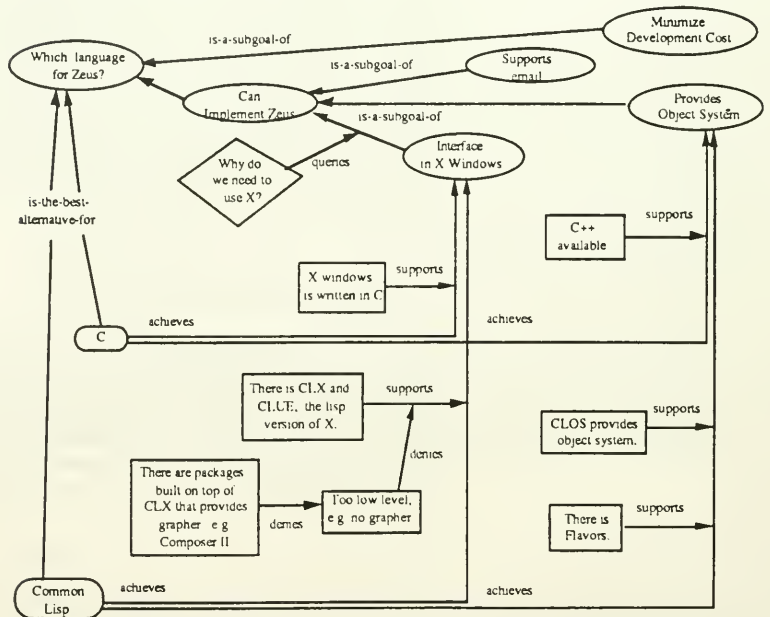 Minimize
Development Cost
is-a-subgoal-of
Which language
for Zeus?
is-a-subgoal-of
Supports
email
Can
Implement Zeus
is-a-subgoal-of
Provides
Object System
Why do
we need to
use X?
queries
Interface
in X Windows
is-the-best-
alternative-for
supports
C++
available
supports
X windows
is written in C
achieves
achieves
C
There is CLX and
CLUE, the lisp
version of X.
supports
supports
CLOS provides
object system.
denies
There are packages
built on top of
CLX that provides
grapher e g
Composer II
denies
Too low level,
e.g. no grapher
supports
There is
Flavors.
Common
Lisp
achieves
achieves